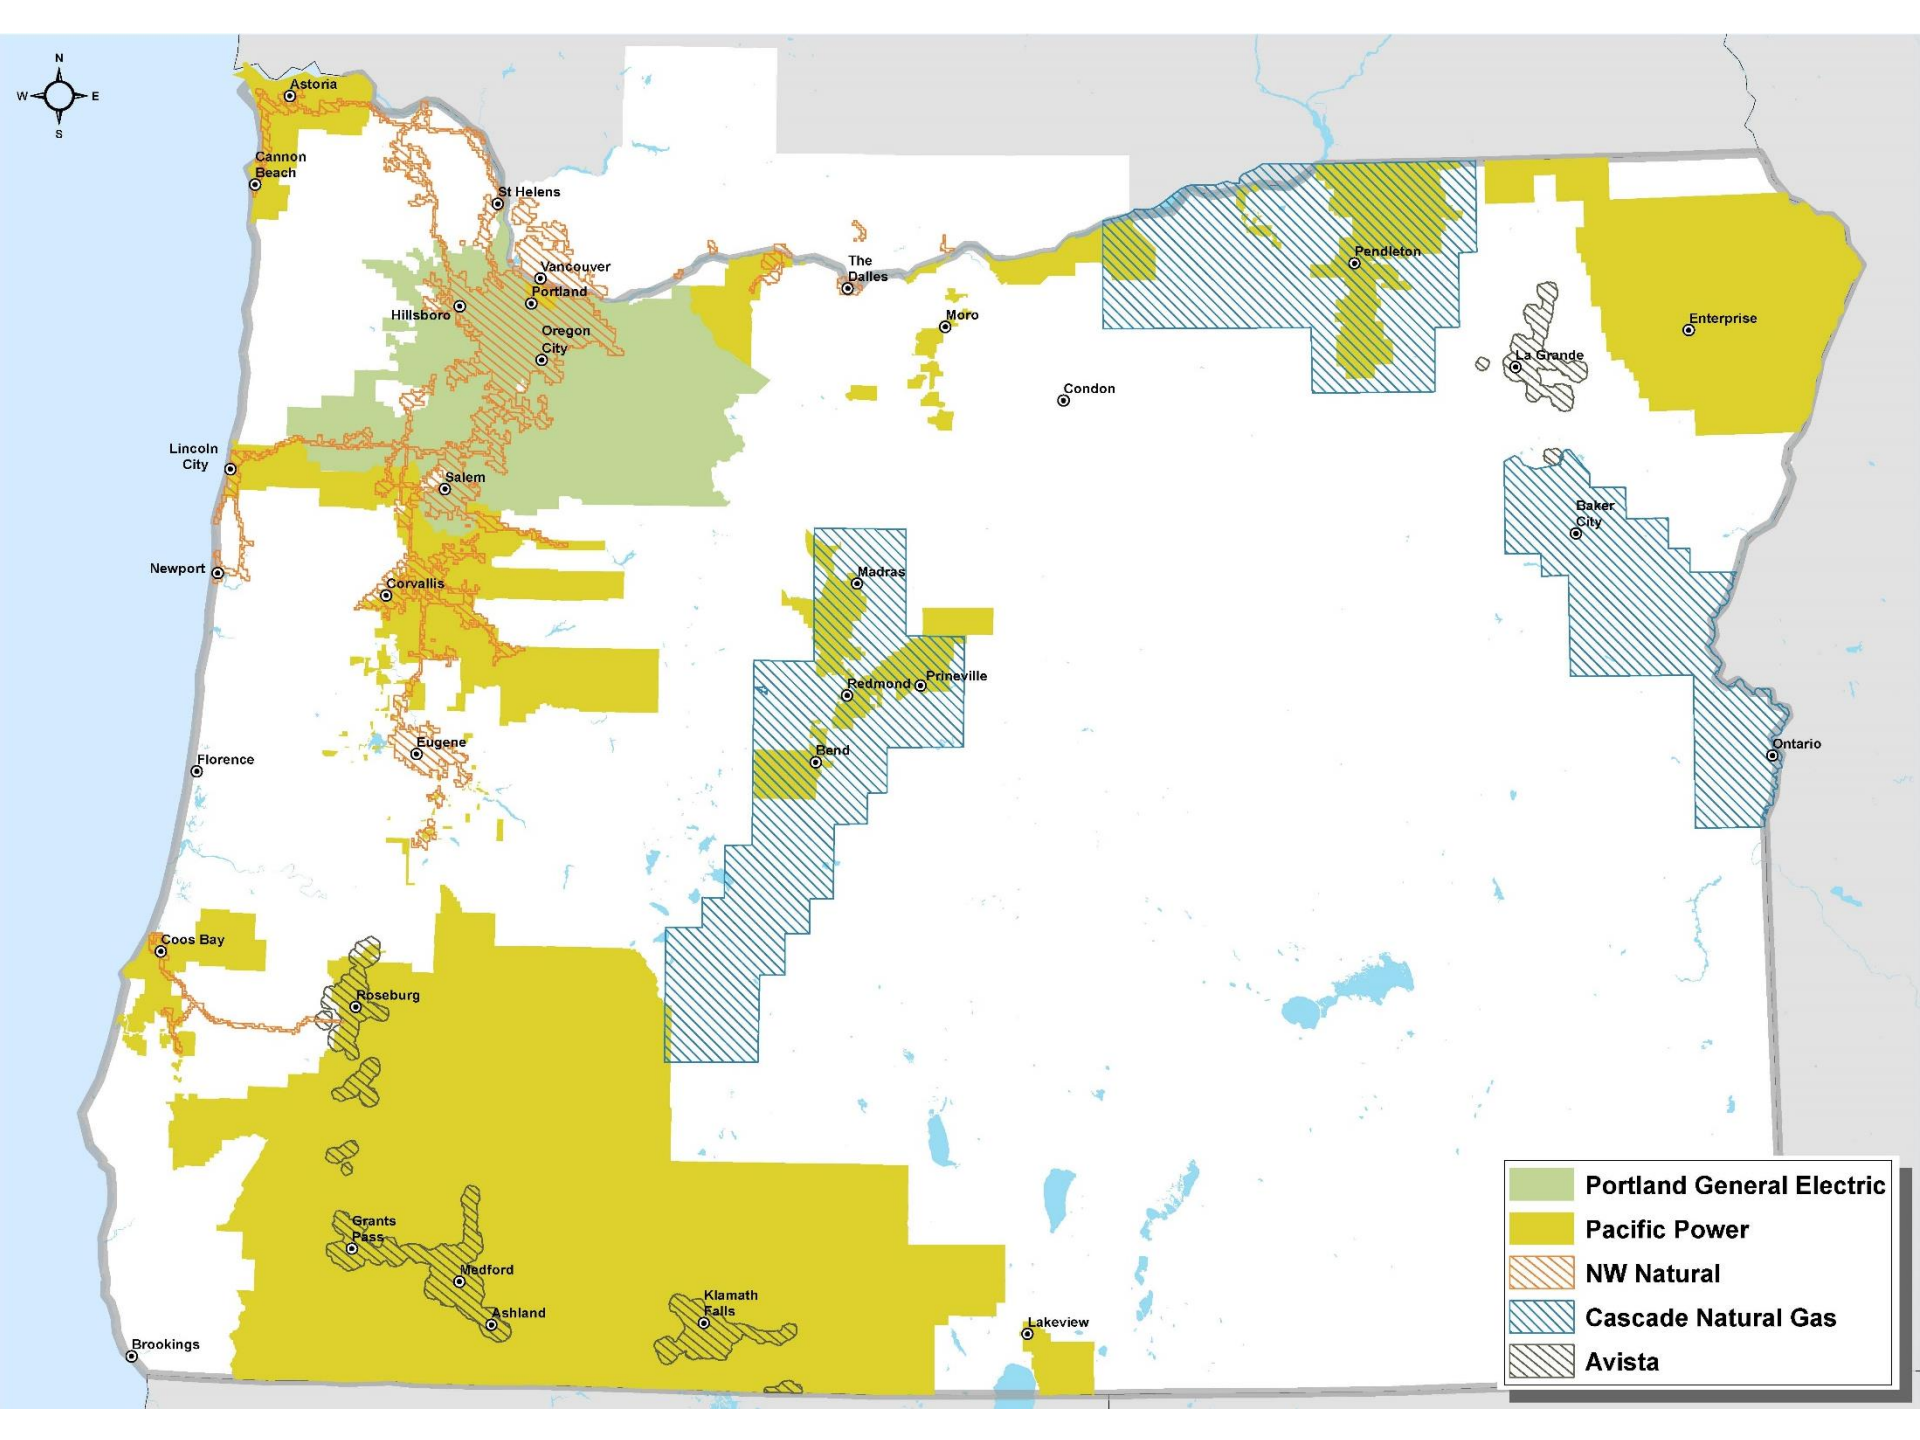 N
W
E
S
Astoria
Cannon
Beach
St Helens
Vancouver
Portland
Hillsboro
Oregon
City
The
Dalles
Moro
Condon
Pendleton
La Grande
Enterprise
Lincoln
City
Salem
Newport
Corvallis
Madras
Baker
City
Redmond
Prineville
Bend
Eugene
Florence
Ontario
Coos Bay
Roseburg
Grants
Pass
Medford
Ashland
Klamath
Falls
Lakeview
Brookings
Portland General Electric
Pacific Power
NW Natural
Cascade Natural Gas
Avista